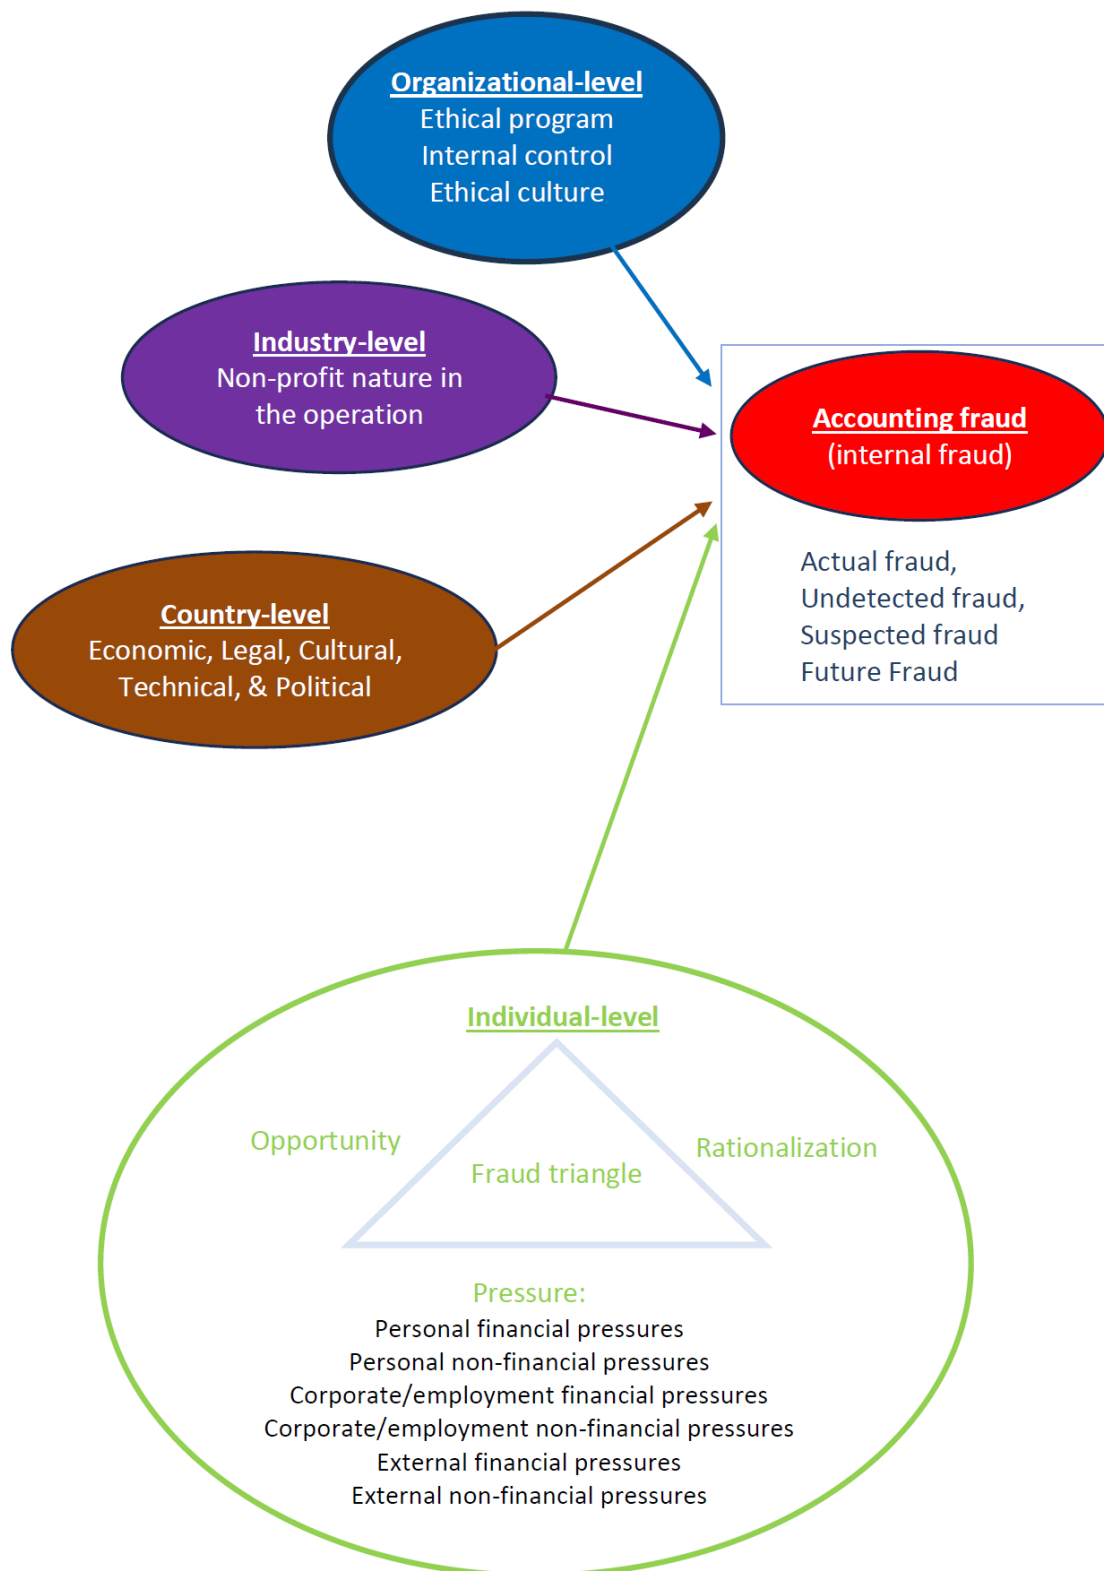 Organizational-level
Ethical program
Internal control
Ethical culture
Industry-level
Non-profit nature in
the operation
Accounting fraud
(internal fraud)
Actual fraud,
Undetected fraud,
Suspected fraud
Future Fraud
Country-level
Economic, Legal, Cultural,
Technical, & Political
Individual-level
Opportunity
Rationalization
Fraud triangle
Pressure:
Personal financial pressures
Personal non-financial pressures
Corporate/employment financial pressures
Corporate/employment non-financial pressures
External financial pressures
External non-financial pressures